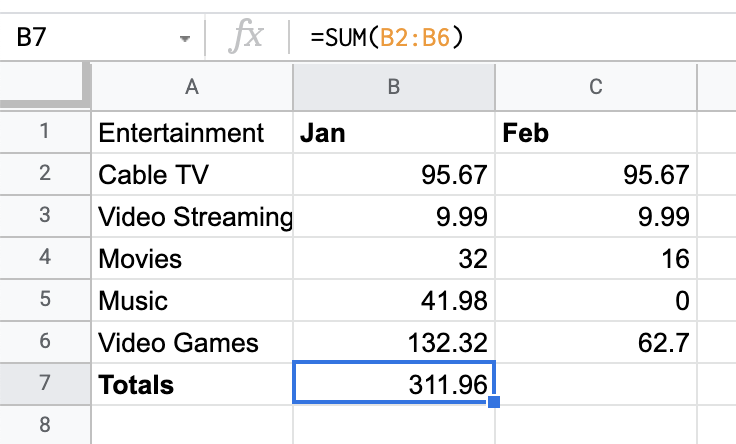 B7 fx =SUM(B2:B6)
A B C
1 Entertainment Jan Feb
2 Cable TV 95.67 95.67
3 Video Streaming 9.99 9.99
4 Movies 32 16
5 Music 41.98 0
6 Video Games 132.32 62.7
7 Totals 311.96
8